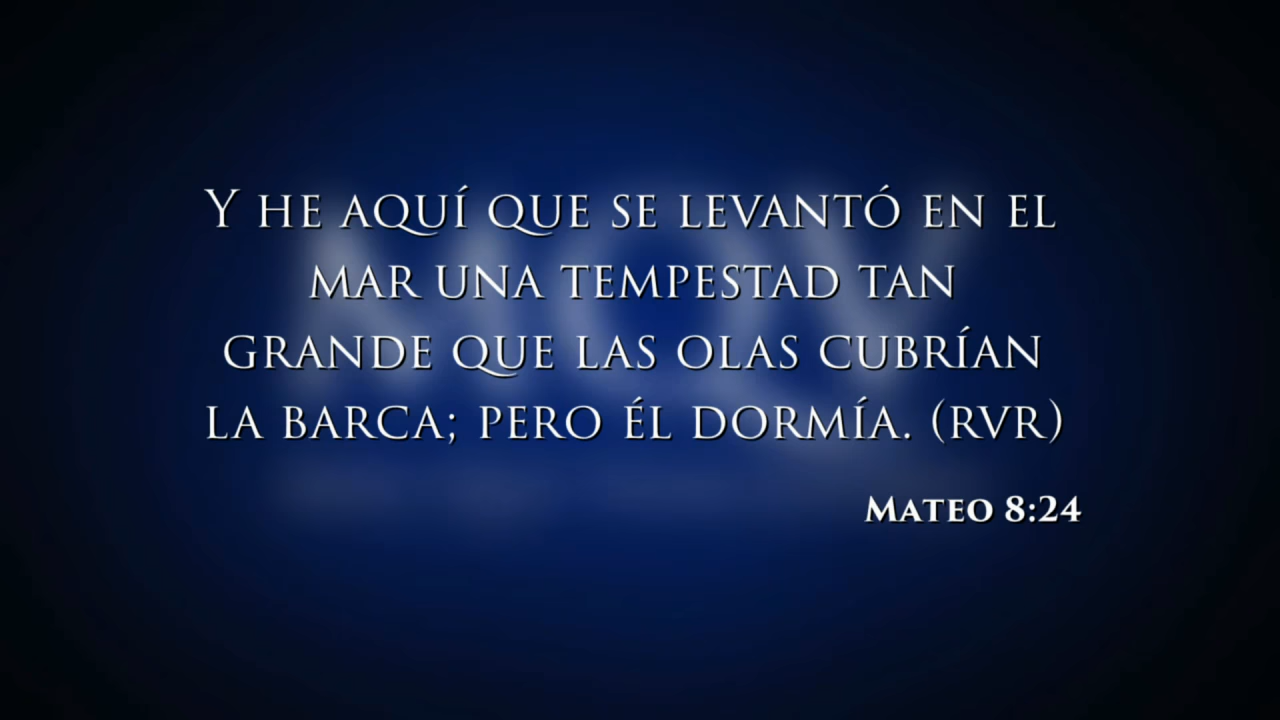 Y HE AQUÍ QUE SE LEVANTÓ EN EL
MAR UNA TEMPESTAD TAN
GRANDE QUE LAS OLAS CUBRÍAN
LA BARCA; PERO ÉL DORMÍA. (RVR)
MATEO 8:24